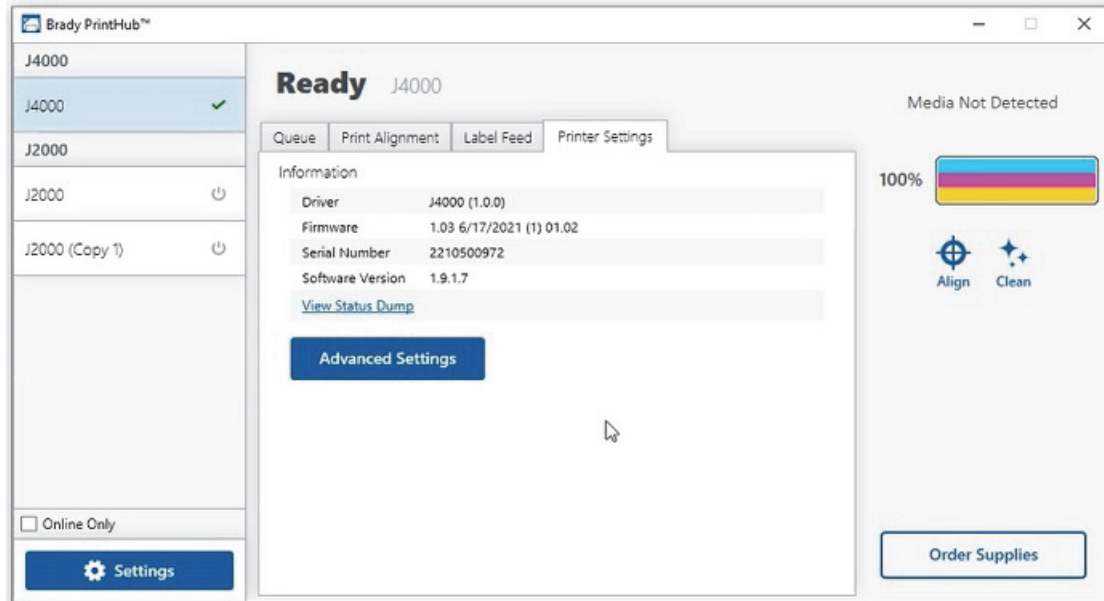 Brady PrintHub™
J4000
J4000
J2000
J2000
J2000 (Copy 1)
Online Only
Settings
Ready J4000
Queue Print Alignment Label Feed Printer Settings
Information
Driver J4000 (1.0.0)
Firmware 1.03 6/17/2021 (1) 01.02
Serial Number 2210500972
Software Version 1.9.1.7
View Status Dump
Advanced Settings
Media Not Detected
100%
Align Clean
Order Supplies